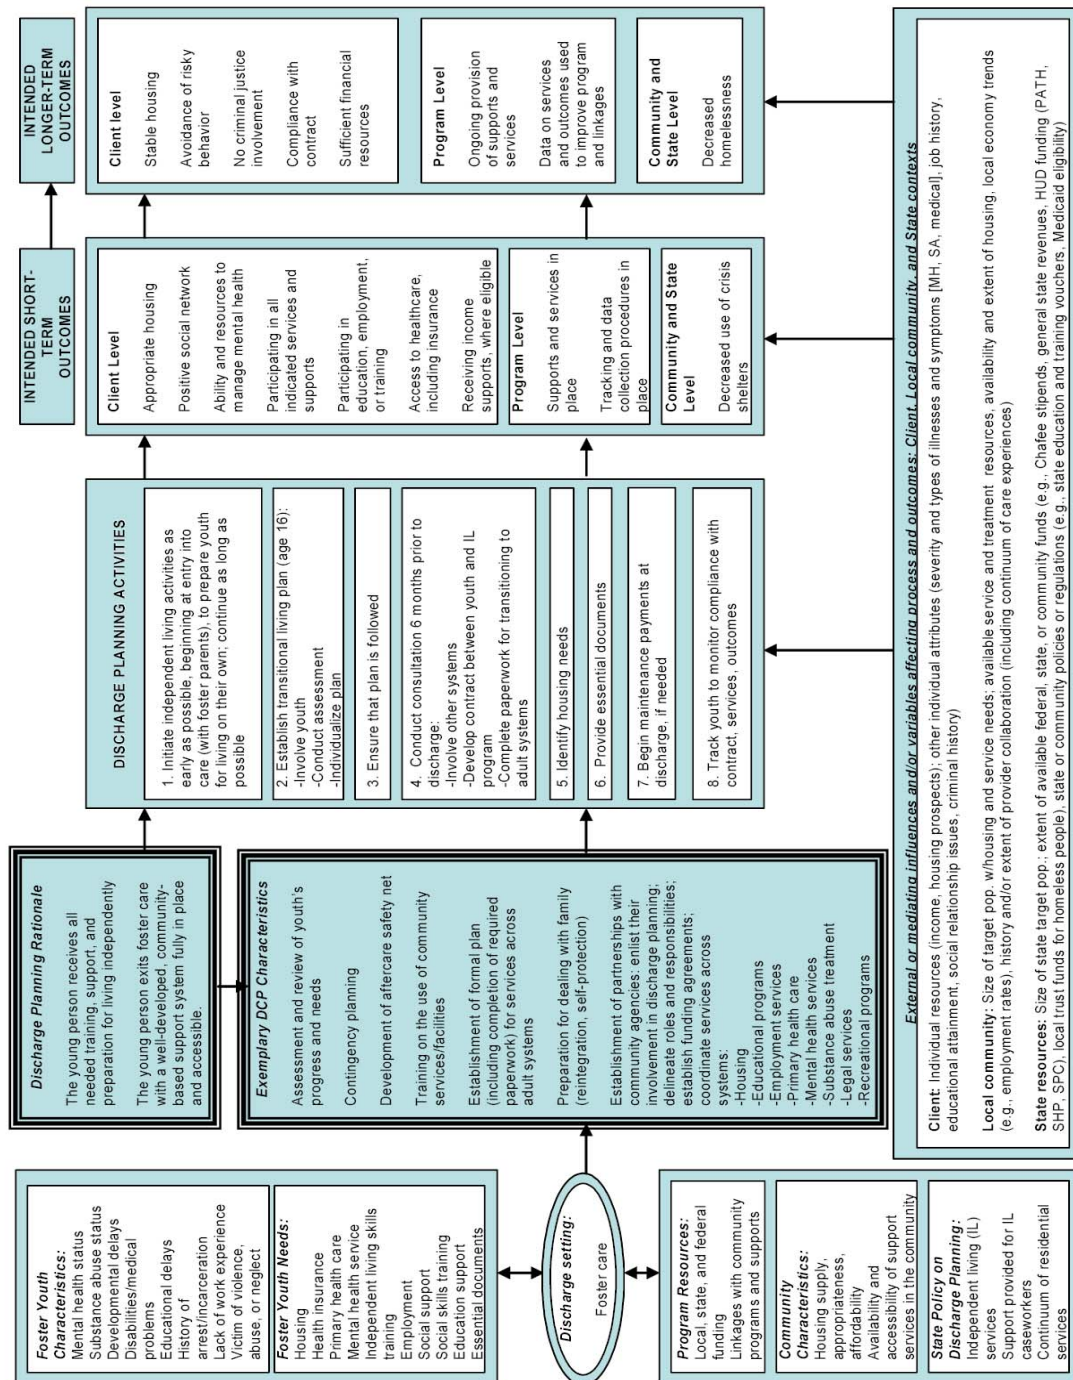 Foster Youth
Characteristics:
Mental health status
Substance abuse status
Developmental delays
Disabilities/medical
problems
Educational delays
History of
arrest/incarceration
Lack of work experience
Victim of violence,
abuse, or neglect
Foster Youth Needs:
Housing
Health insurance
Primary health care
Mental health service
Independent living skills
training
Employment
Social support
Social skills training
Education support
Essential documents
Discharge setting:
Foster care
Program Resources:
Local, state, and federal
funding
Linkages with community
programs and supports
Community
Characteristics:
Housing supply,
appropriateness,
affordability
Availability and
accessibility of support
services in the community
State Policy on
Discharge Planning:
Independent living (IL)
services
Support provided for IL
caseworkers
Continuum of residential
services
Discharge Planning Rationale
The young person receives all
needed training, support, and
preparation for living independently
The young person exits foster care
with a well-developed, community-
based support system fully in place
and accessible.
Exemplary DCP Characteristics
Assessment and review of youth's
progress and needs
Contingency planning
Development of aftercare safety net
Training on the use of community
services/facilities
Establishment of formal plan
(including completion of required
paperwork) for services across
adult systems
Preparation for dealing with family
(reintegration, self-protection)
Establishment of partnerships with
community agencies: enlist their
involvement in discharge planning;
delineate roles and responsibilities;
establish funding agreements;
coordinate services across
systems:
-Housing
-Educational programs
-Employment services
-Primary health care
-Mental health services
-Substance abuse treatment
-Legal services
-Recreational programs
DISCHARGE PLANNING ACTIVITIES
1. Initiate independent living activities as
early as possible, beginning at entry into
care (with foster parents), to prepare youth
for living on their own; continue as long as
possible
2. Establish transitional living plan (age 16):
-Involve youth
-Conduct assessment
-Individualize plan
3. Ensure that plan is followed
4. Conduct consultation 6 months prior to
discharge:
-Involve other systems
-Develop contract between youth and IL
program
-Complete paperwork for transitioning to
adult systems
5. Identify housing needs
6. Provide essential documents
7. Begin maintenance payments at
discharge, if needed
8. Track youth to monitor compliance with
contract, services, outcomes
INTENDED SHORT-
TERM
OUTCOMES
Client Level
Appropriate housing
Positive social network
Ability and resources to
manage mental health
Participating in all
indicated services and
supports
Participating in
education, employment,
or training
Access to healthcare,
including insurance
Receiving income
supports, where eligible
Program Level
Supports and services in
place
Tracking and data
collection procedures in
place
Community and State
Level
Decreased use of crisis
shelters
INTENDED
LONGER-TERM
OUTCOMES
Client level
Stable housing
Avoidance of risky
behavior
No criminal justice
involvement
Compliance with
contract
Sufficient financial
resources
Program Level
Ongoing provision
of supports and
services
Data on services
and outcomes used
to improve program
and linkages
Community and
State Level
Decreased
homelessness
External or mediating influences and/or variables affecting process and outcomes: Client, Local community, and State contexts
Client: Individual resources (income, housing prospects); other individual attributes (severity and types of illnesses and symptoms [MH, SA, medical], job history,
educational attainment, social relationship issues, criminal history)
Local community: Size of target pop. w/housing and service needs; available service and treatment resources, availability and extent of housing, local economy trends
(e.g., employment rates), history and/or extent of provider collaboration (including continuum of care experiences)
State resources: Size of state target pop.; extent of available federal, state, or community funds (e.g., Chafee stipends, general state revenues, HUD funding (PATH,
SHP, SPC), local trust funds for homeless people), state or community policies or regulations (e.g., state education and training vouchers, Medicaid eligibility)